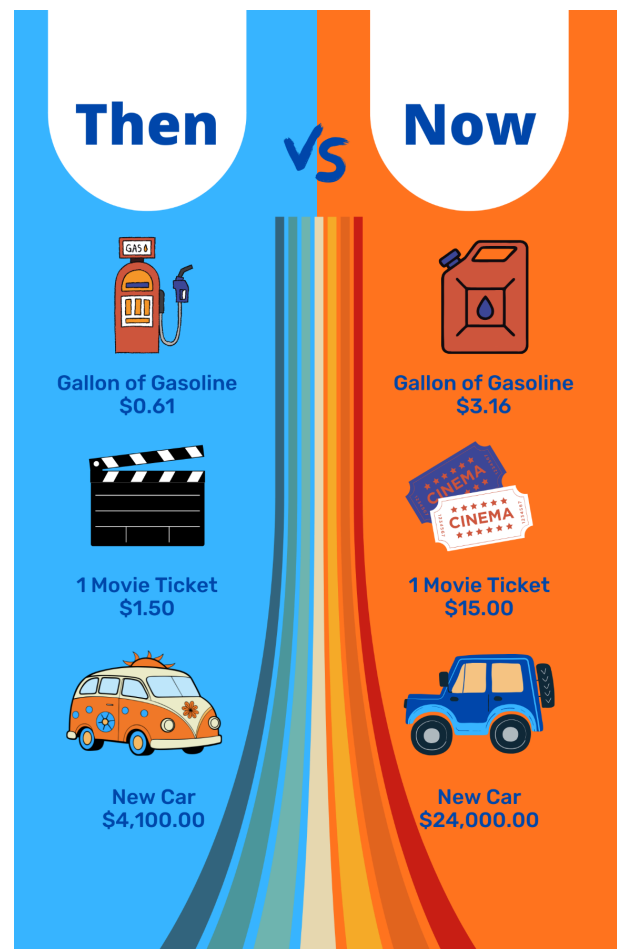 Then
VS
Now
GAS
Gallon of Gasoline
$0.61
Gallon of Gasoline
$3.16
CINEMA
CINEMA
1 Movie Ticket
$1.50
1 Movie Ticket
$15.00
New Car
$4,100.00
New Car
$24,000.00